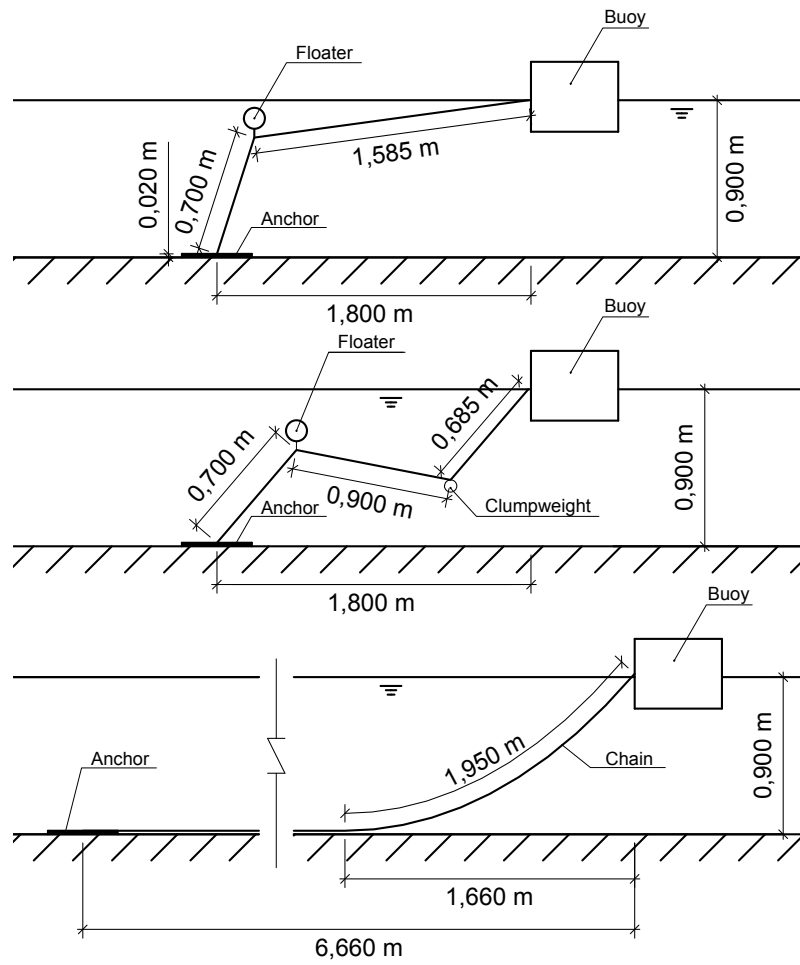 Buoy
Floater
1,585 m
0,020 m
0,700 m
0,900 m
Anchor
1,800 m
Buoy
Floater
0,685 m
0,700 m
0,900 m
0,900 m
Anchor
Clumpweight
1,800 m
Buoy
Anchor
1,950 m
Chain
0,900 m
1,660 m
6,660 m